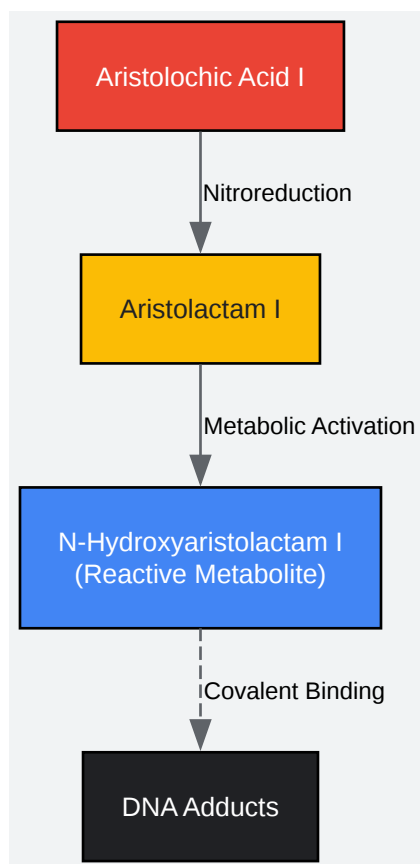 Aristolochic Acid I
Nitroreduction
Aristolactam I
Metabolic Activation
N-Hydroxyaristolactam I
(Reactive Metabolite)
Covalent Binding
DNA Adducts